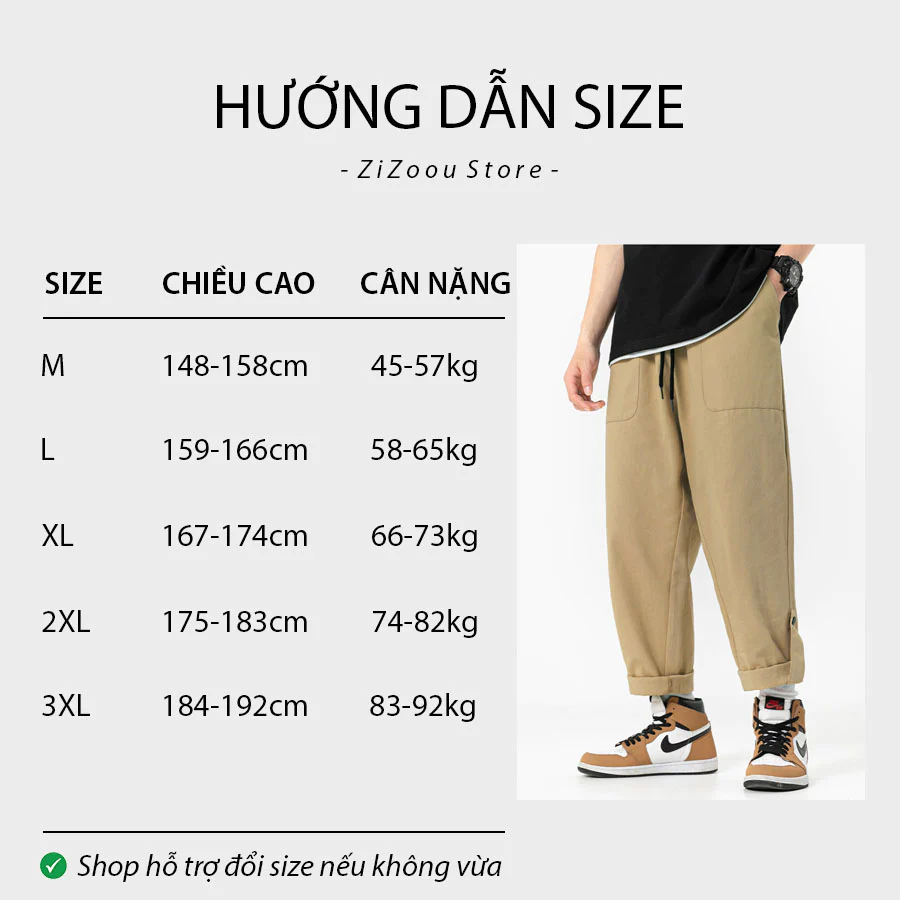 HƯỚNG DẪN SIZE
- ZiZoou Store -
SIZE CHIỀU CAO CÂN NẶNG
M 148-158cm 45-57kg
L 159-166cm 58-65kg
XL 167-174cm 66-73kg
2XL 175-183cm 74-82kg
3XL 184-192cm 83-92kg
Shop hỗ trợ đổi size nếu không vừa